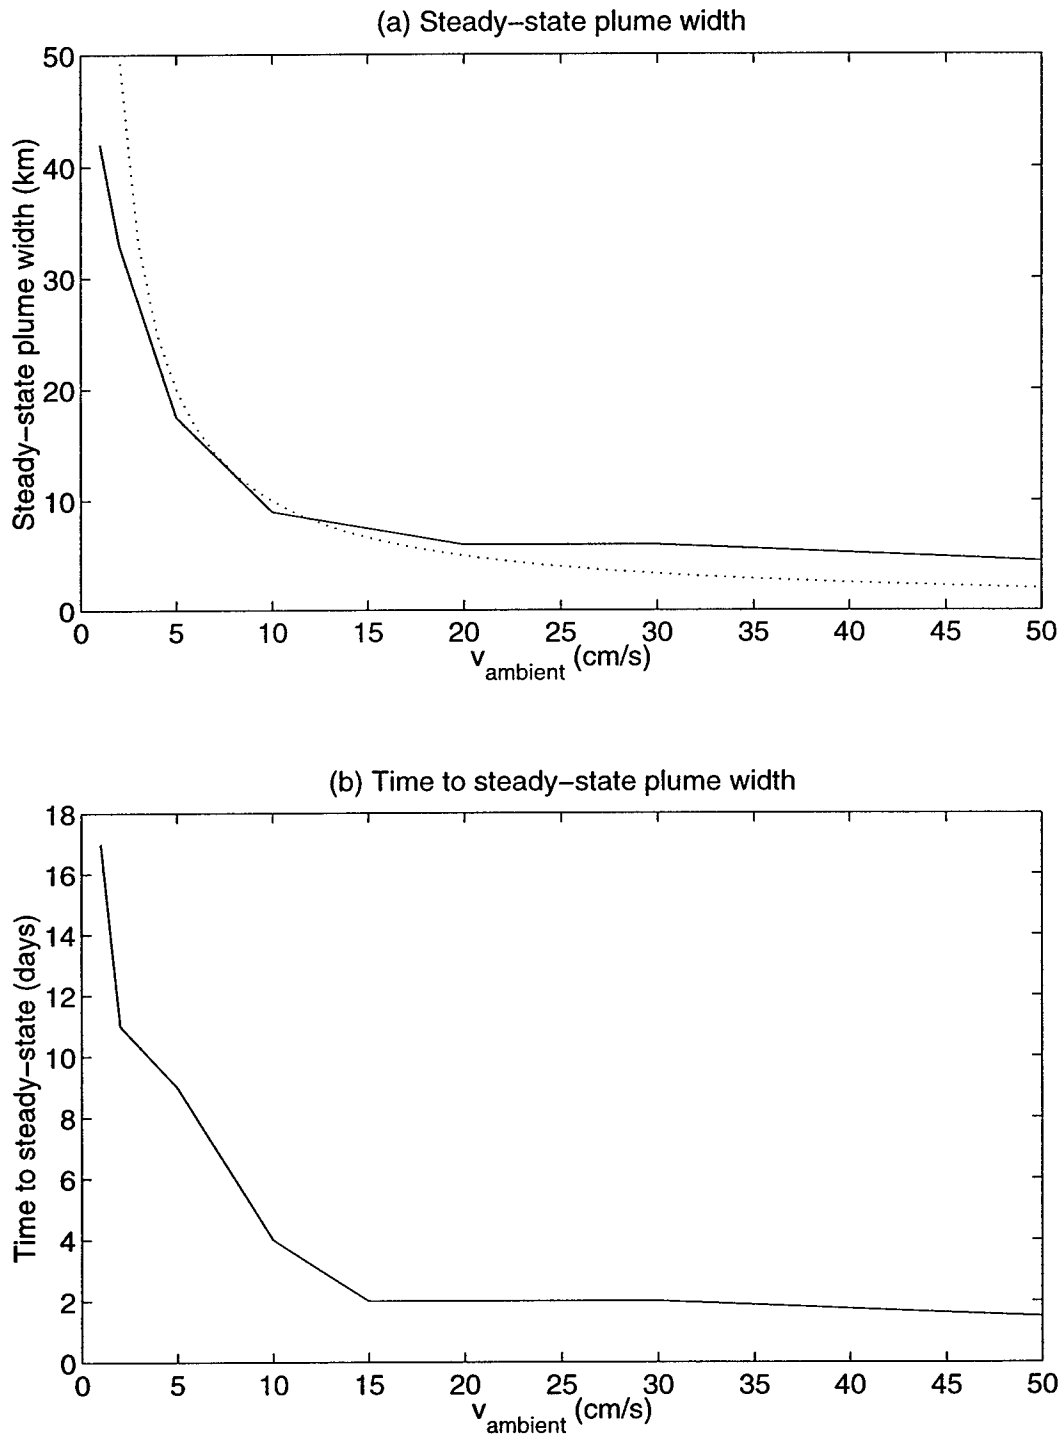 (a) Steady−state plume width
50
40
30
20
10
0
Steady−state plume width (km)
0 5 10 15 20 25 30 35 40 45 50
v_ambient (cm/s)
(b) Time to steady−state plume width
18
16
14
12
10
8
6
4
2
0
Time to steady−state (days)
0 5 10 15 20 25 30 35 40 45 50
v_ambient (cm/s)